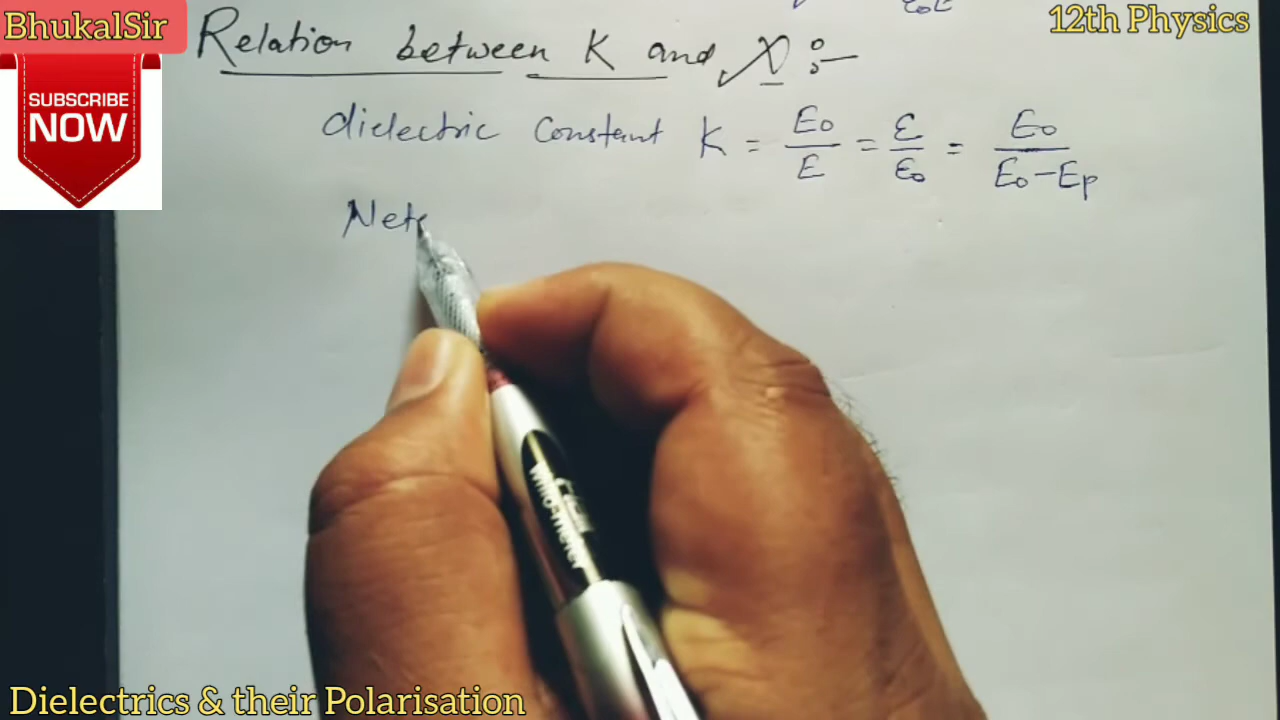 BhukalSir
12th Physics
ε₀E
SUBSCRIBE
NOW
Relation between K and χ :-
dielectric Constant K = E₀/E = ε/ε₀ = E₀/(E₀-Eₚ)
Net
Dielectrics & their Polarisation